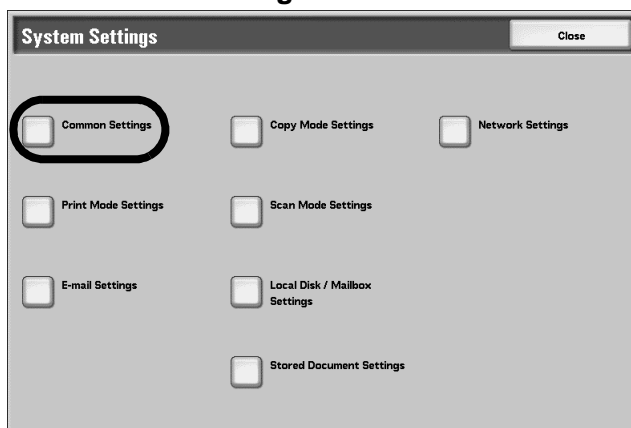 System Settings
Close
Common Settings
Copy Mode Settings
Network Settings
Print Mode Settings
Scan Mode Settings
E-mail Settings
Local Disk / Mailbox
Settings
Stored Document Settings